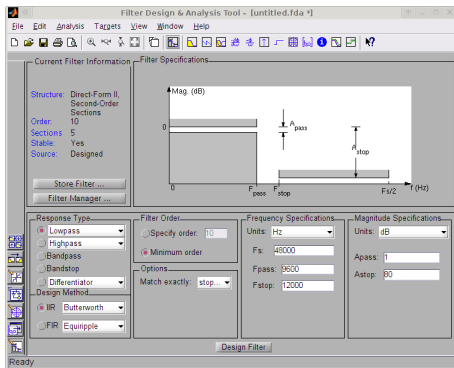 Filter Design & Analysis Tool - [untitled.fda *]
File Edit Analysis Targets View Window Help
Current Filter Information
Structure: Direct-Form II, Second-Order Sections
Order: 10
Sections 5
Stable: Yes
Source: Designed
Store Filter ...
Filter Manager ...
Filter Specifications
Mag. (dB)
0
A pass
A stop
0 F pass F stop Fs/2 f (Hz)
Response Type
Lowpass
Highpass
Bandpass
Bandstop
Differentiator
Design Method
IIR Butterworth
FIR Equiripple
Filter Order
Specify order: 10
Minimum order
Options
Match exactly: stop...
Frequency Specifications
Units: Hz
Fs: 48000
Fpass: 9600
Fstop: 12000
Magnitude Specifications
Units: dB
Apass: 1
Astop: 80
Design Filter
Ready